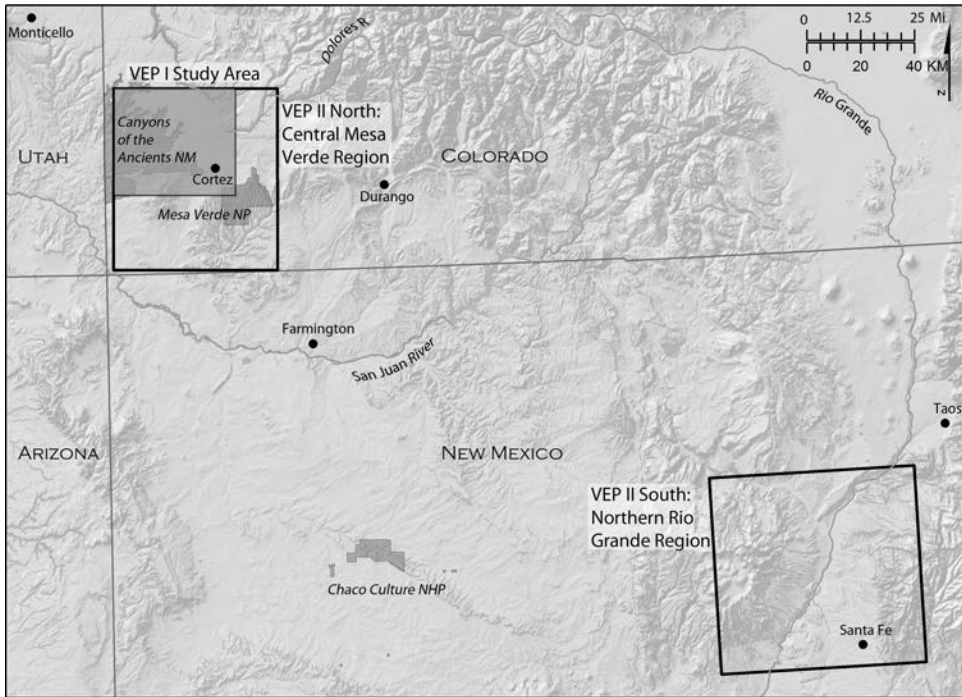 Monticello
Dolores R
0 12.5 25 Mi
0 20 40 KM
z
VEP I Study Area
Canyons
of the
Ancients NM
VEP II North:
Central Mesa
Verde Region
Rio Grande
UTAH
COLORADO
Cortez
Durango
Mesa Verde NP
Farmington
San Juan River
Taos
ARIZONA
NEW MEXICO
VEP II South:
Northern Rio
Grande Region
Chaco Culture NHP
Santa Fe